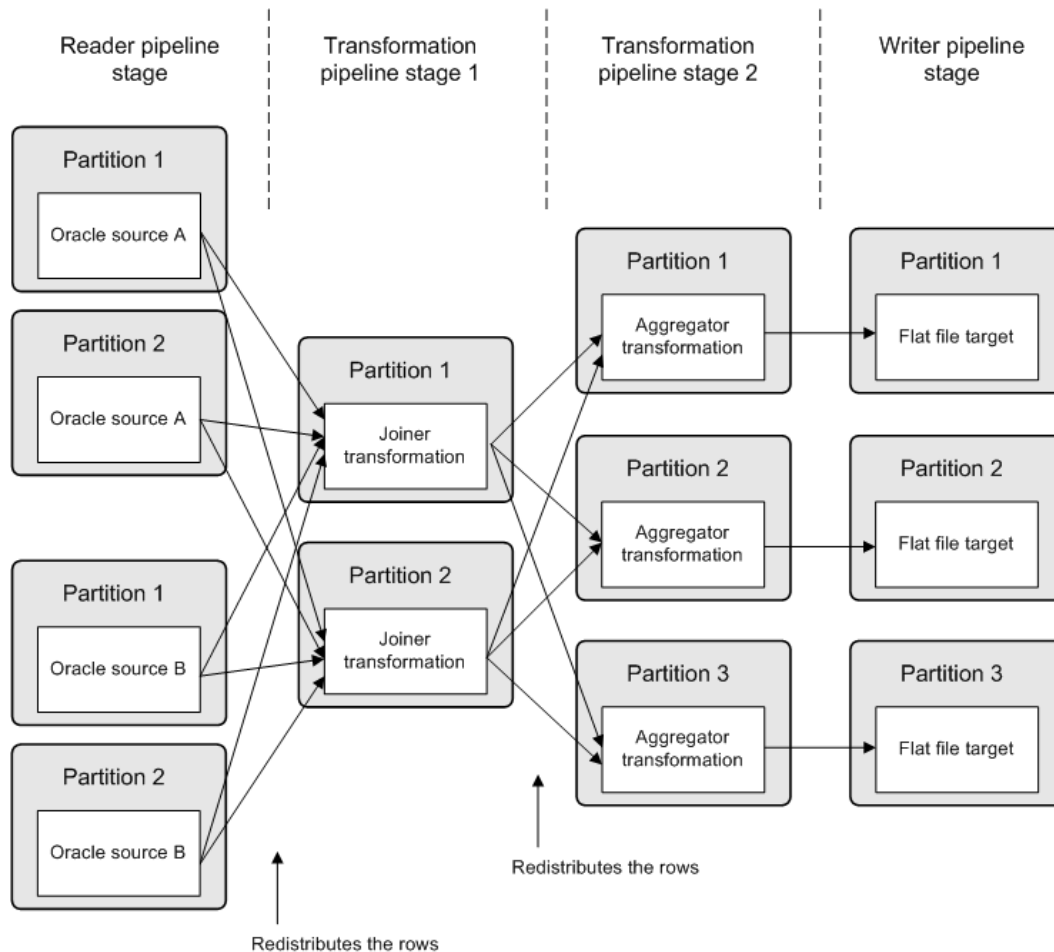 Reader pipeline
stage
Transformation
pipeline stage 1
Transformation
pipeline stage 2
Writer pipeline
stage
Partition 1
Oracle source A
Partition 2
Oracle source A
Partition 1
Oracle source B
Partition 2
Oracle source B
Partition 1
Joiner
transformation
Partition 2
Joiner
transformation
Partition 1
Aggregator
transformation
Partition 2
Aggregator
transformation
Partition 3
Aggregator
transformation
Partition 1
Flat file target
Partition 2
Flat file target
Partition 3
Flat file target
Redistributes the rows
Redistributes the rows